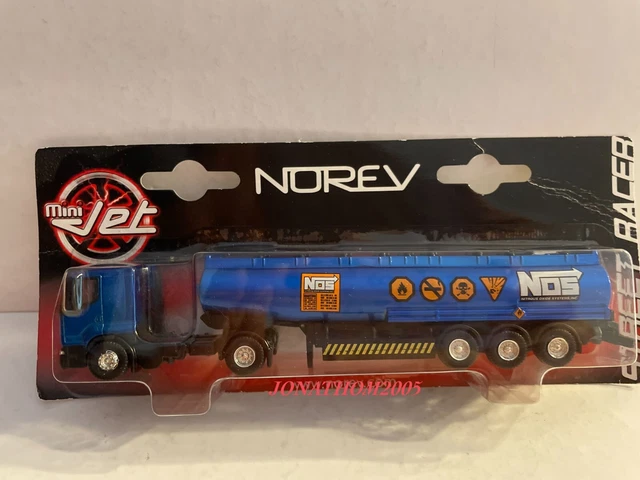 NOREV
Mini
Jet
STREET RACER
NOS
NOS
NITROUS OXIDE SYSTEMS, INC
JONATHOM2005